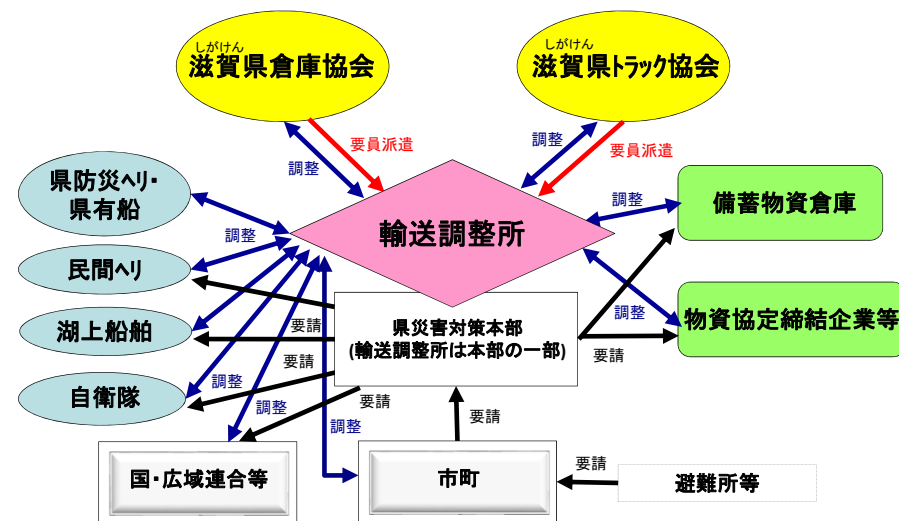 しがけん
滋賀県倉庫協会
しがけん
滋賀県トラック協会
要員派遣
調整
調整
要員派遣
県防災ヘリ・
県有船
調整
輸送調整所
調整
備蓄物資倉庫
民間ヘリ
湖上船舶
要請
県災害対策本部
(輸送調整所は本部の一部)
調整
物資協定締結企業等
要請
要請
自衛隊
調整
調整
要請
調整
要請
国・広域連合等
市町
要請
避難所等